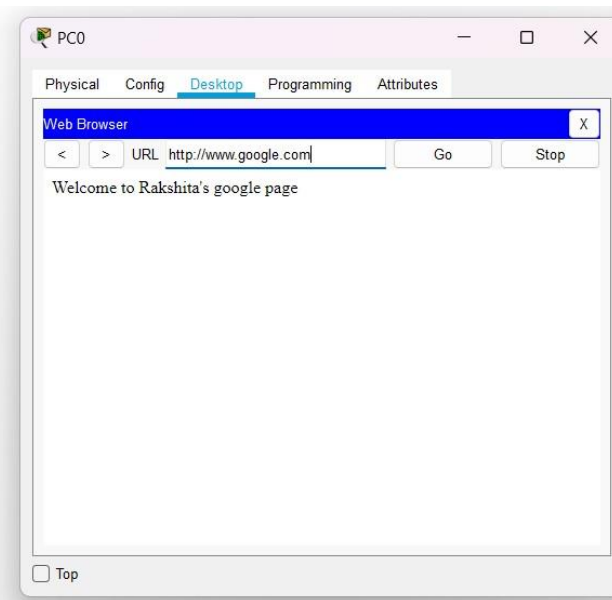 PC0
Physical Config Desktop Programming Attributes
Web Browser X
< > URL http://www.google.com Go Stop
Welcome to Rakshita's google page
Top